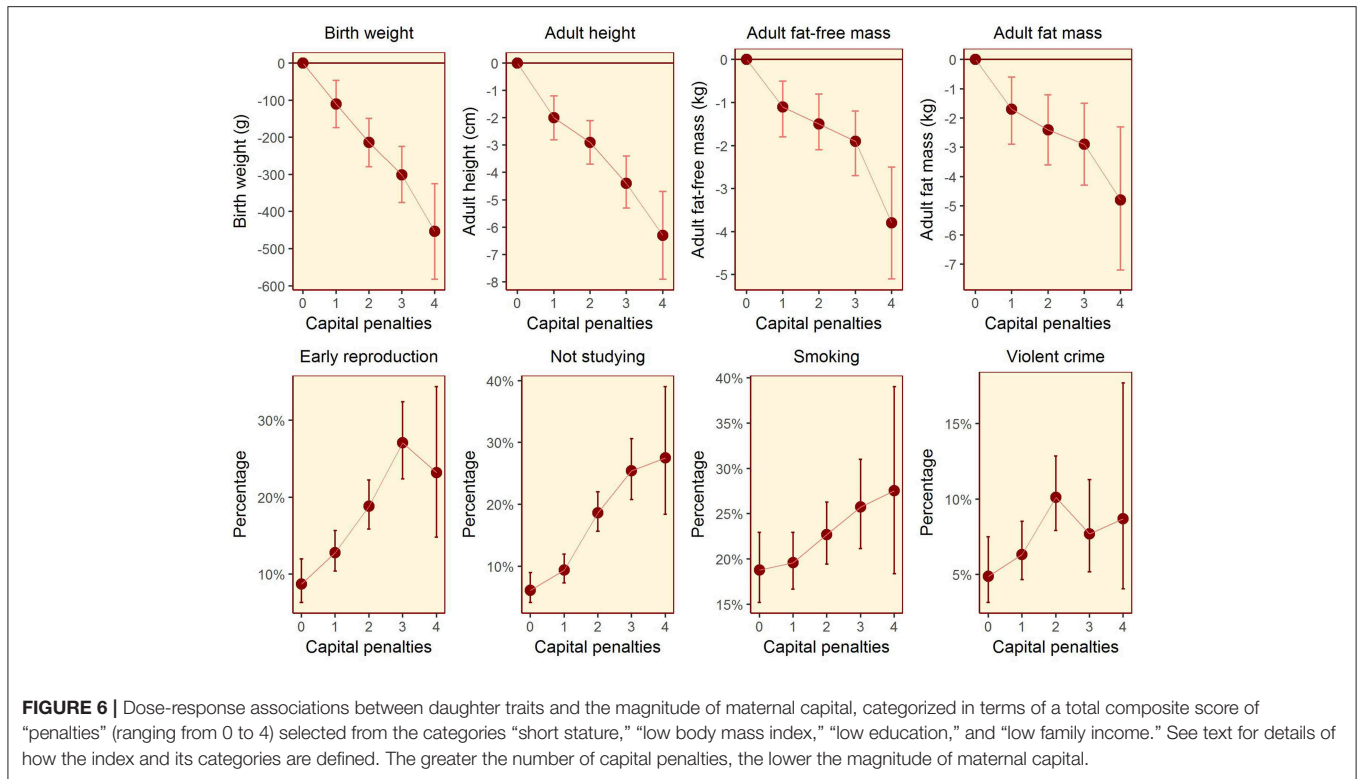 Birth weight
Adult height
Adult fat-free mass
Adult fat mass
Birth weight (g)
0
-100
-200
-300
-400
-500
-600
0 1 2 3 4
Capital penalties
Adult height (cm)
0
-1
-2
-3
-4
-5
-6
-7
-8
0 1 2 3 4
Capital penalties
Adult fat-free mass (kg)
0
-1
-2
-3
-4
-5
0 1 2 3 4
Capital penalties
Adult fat mass (kg)
0
-1
-2
-3
-4
-5
-6
-7
0 1 2 3 4
Capital penalties
Early reproduction
Percentage
30%
20%
10%
0 1 2 3 4
Capital penalties
Not studying
Percentage
40%
30%
20%
10%
0 1 2 3 4
Capital penalties
Smoking
Percentage
40%
35%
30%
25%
20%
15%
0 1 2 3 4
Capital penalties
Violent crime
Percentage
15%
10%
5%
0 1 2 3 4
Capital penalties
FIGURE 6 | Dose-response associations between daughter traits and the magnitude of maternal capital, categorized in terms of a total composite score of
“penalties” (ranging from 0 to 4) selected from the categories “short stature,” “low body mass index,” “low education,” and “low family income.” See text for details of
how the index and its categories are defined. The greater the number of capital penalties, the lower the magnitude of maternal capital.